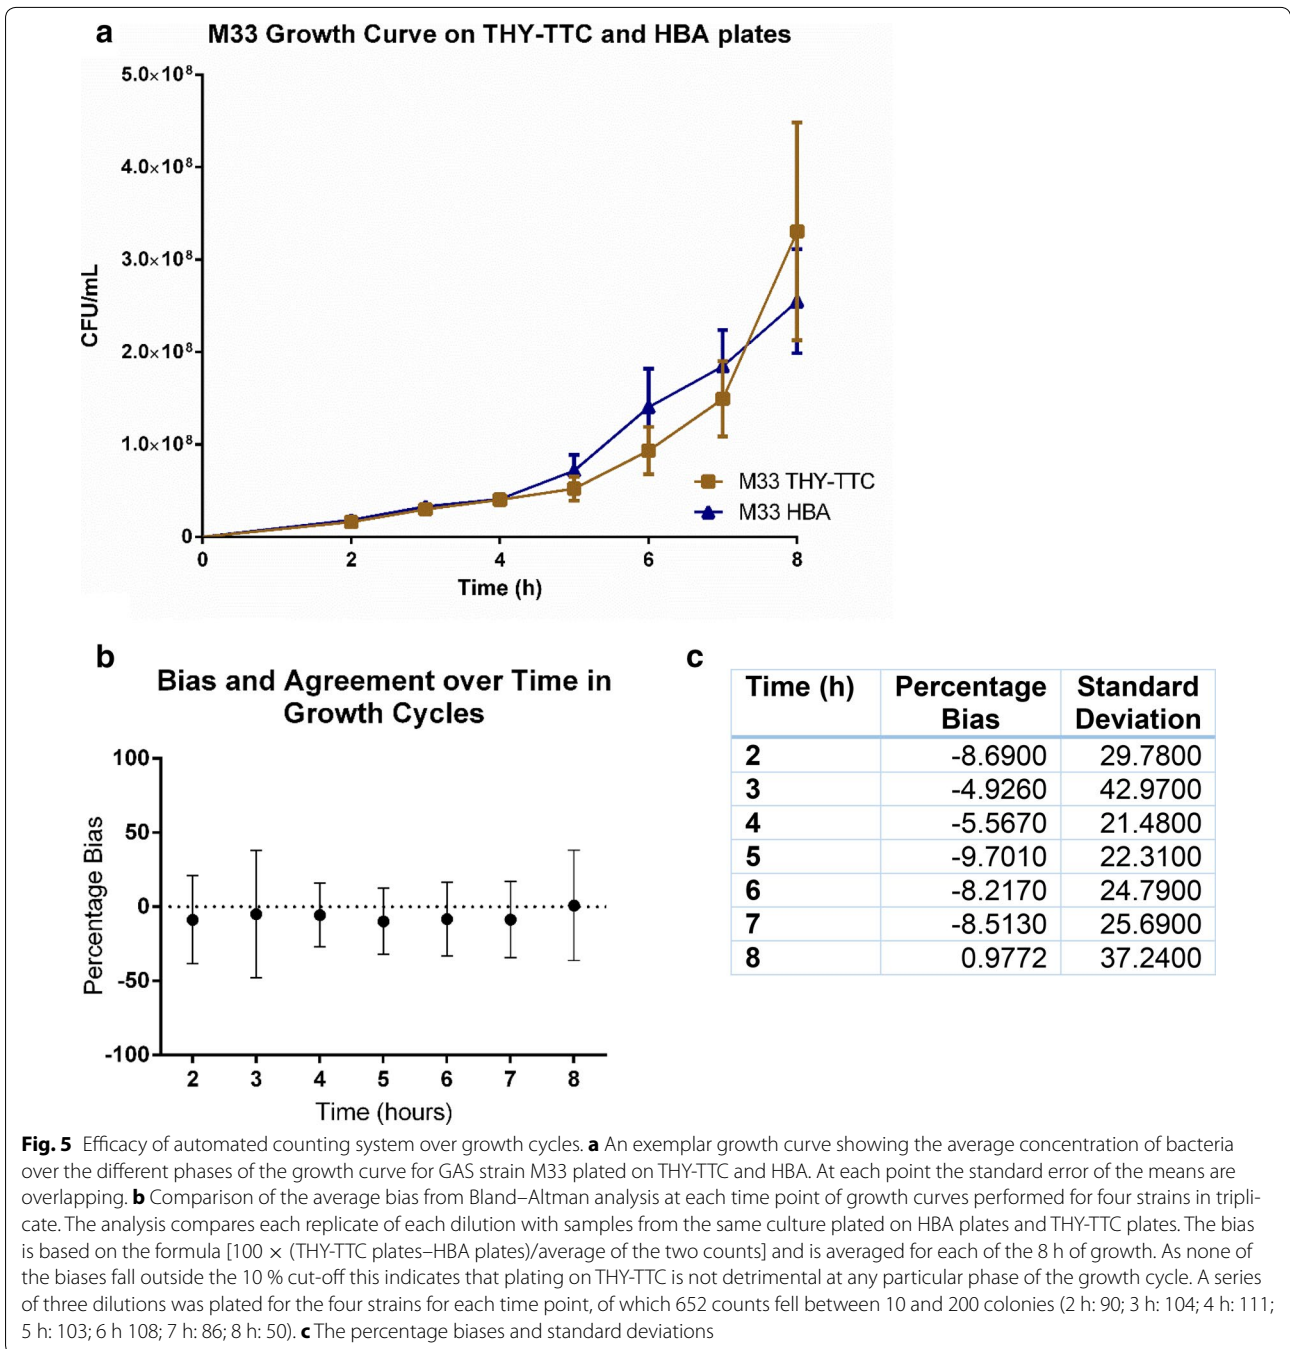 a
M33 Growth Curve on THY-TTC and HBA plates
5.0×10⁸
4.0×10⁸
3.0×10⁸
2.0×10⁸
1.0×10⁸
0
CFU/mL
0 2 4 6 8
Time (h)
M33 THY-TTC
M33 HBA
b
Bias and Agreement over Time in
Growth Cycles
100
50
0
-50
-100
Percentage Bias
2 3 4 5 6 7 8
Time (hours)
c
Time (h) Percentage Bias Standard Deviation
2 -8.6900 29.7800
3 -4.9260 42.9700
4 -5.5670 21.4800
5 -9.7010 22.3100
6 -8.2170 24.7900
7 -8.5130 25.6900
8 0.9772 37.2400
Fig. 5 Efficacy of automated counting system over growth cycles. a An exemplar growth curve showing the average concentration of bacteria
over the different phases of the growth curve for GAS strain M33 plated on THY-TTC and HBA. At each point the standard error of the means are
overlapping. b Comparison of the average bias from Bland–Altman analysis at each time point of growth curves performed for four strains in tripli-
cate. The analysis compares each replicate of each dilution with samples from the same culture plated on HBA plates and THY-TTC plates. The bias
is based on the formula [100 × (THY-TTC plates–HBA plates)/average of the two counts] and is averaged for each of the 8 h of growth. As none of
the biases fall outside the 10 % cut-off this indicates that plating on THY-TTC is not detrimental at any particular phase of the growth cycle. A series
of three dilutions was plated for the four strains for each time point, of which 652 counts fell between 10 and 200 colonies (2 h: 90; 3 h: 104; 4 h: 111;
5 h: 103; 6 h 108; 7 h: 86; 8 h: 50). c The percentage biases and standard deviations